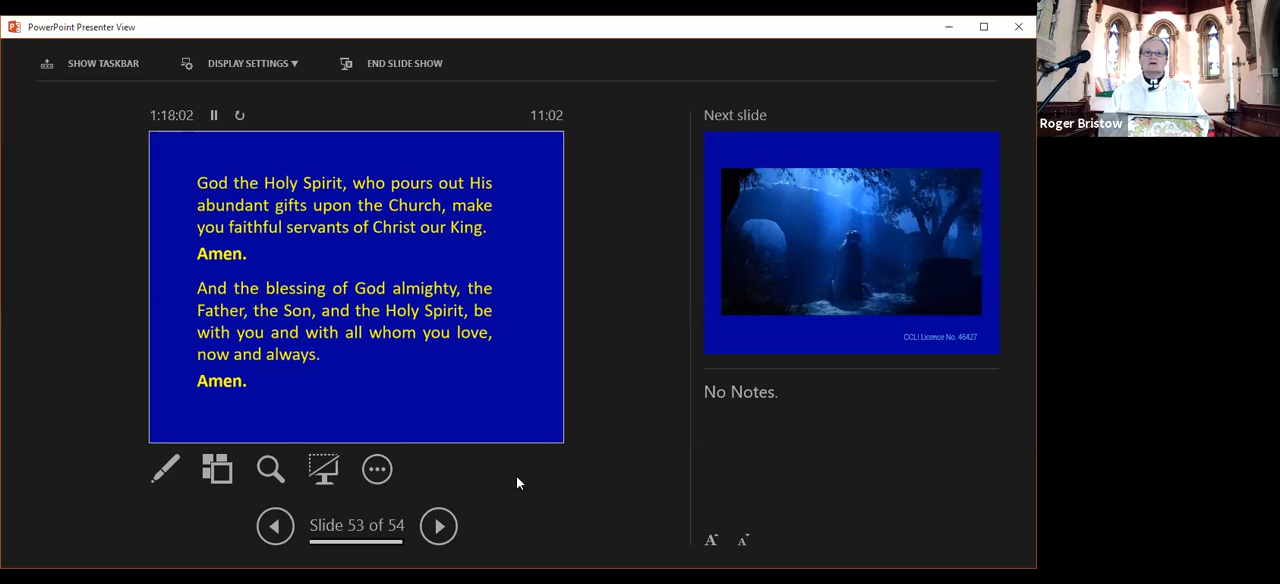 PowerPoint Presenter View
SHOW TASKBAR
DISPLAY SETTINGS ▼
END SLIDE SHOW
1:18:02
11:02
God the Holy Spirit, who pours out His
abundant gifts upon the Church, make
you faithful servants of Christ our King.
Amen.
And the blessing of God almighty, the
Father, the Son, and the Holy Spirit, be
with you and with all whom you love,
now and always.
Amen.
Slide 53 of 54
Next slide
CCLI Licence No. 46427
No Notes.
A A
Roger Bristow